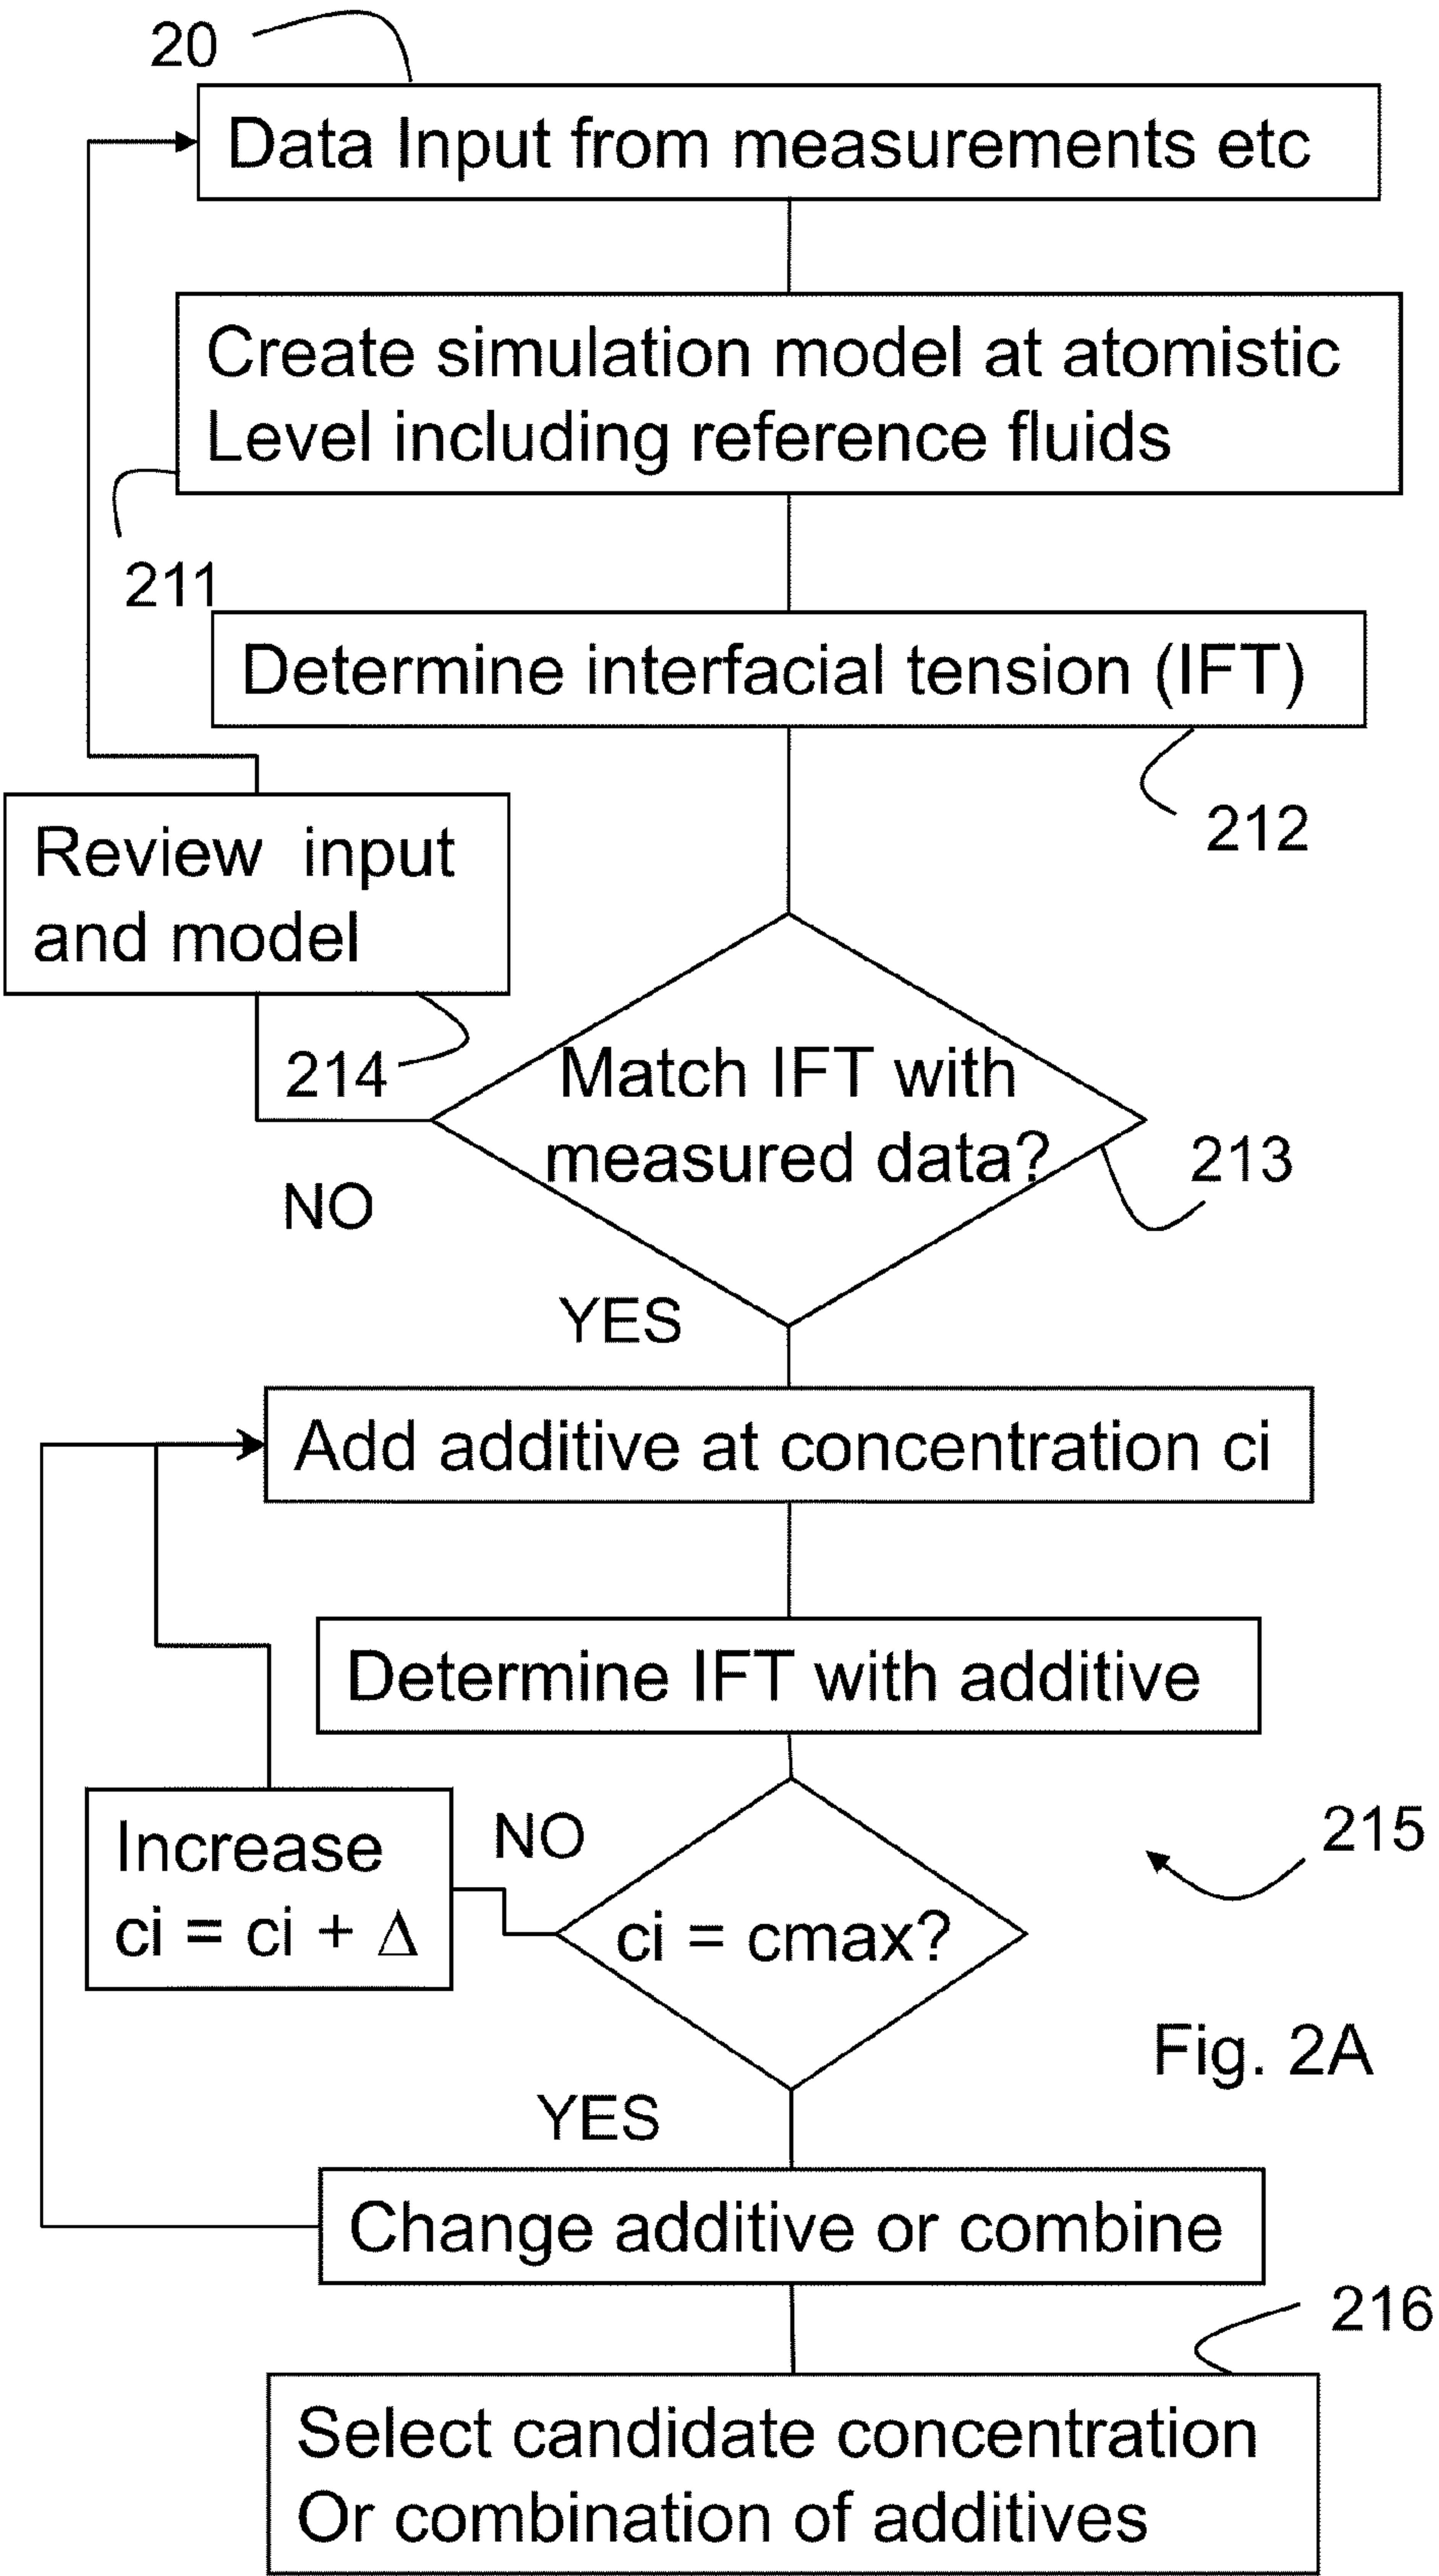 20
Data Input from measurements etc
Create simulation model at atomistic
Level including reference fluids
211
Determine interfacial tension (IFT)
212
Review input
and model
214
Match IFT with
measured data?
213
NO
YES
Add additive at concentration ci
Determine IFT with additive
Increase
ci = ci + Δ
NO
ci = cmax?
215
Fig. 2A
YES
Change additive or combine
216
Select candidate concentration
Or combination of additives